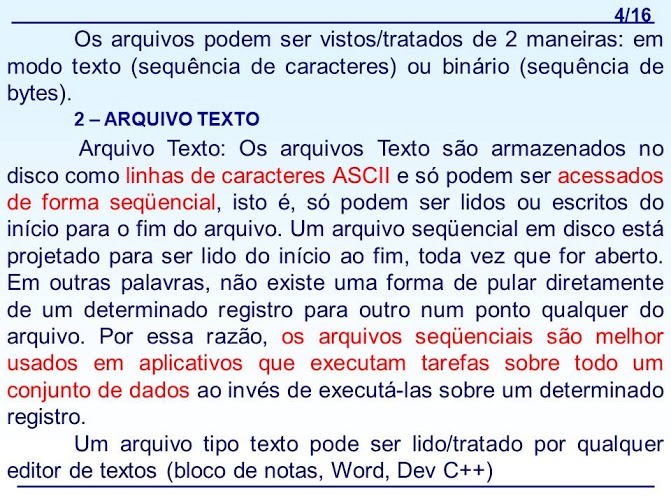 4/16
Os arquivos podem ser vistos/tratados de 2 maneiras: em
modo texto (sequência de caracteres) ou binário (sequência de
bytes).
2 – ARQUIVO TEXTO
Arquivo Texto: Os arquivos Texto são armazenados no
disco como linhas de caracteres ASCII e só podem ser acessados
de forma seqüencial, isto é, só podem ser lidos ou escritos do
início para o fim do arquivo. Um arquivo seqüencial em disco está
projetado para ser lido do início ao fim, toda vez que for aberto.
Em outras palavras, não existe uma forma de pular diretamente
de um determinado registro para outro num ponto qualquer do
arquivo. Por essa razão, os arquivos seqüenciais são melhor
usados em aplicativos que executam tarefas sobre todo um
conjunto de dados ao invés de executá-las sobre um determinado
registro.
Um arquivo tipo texto pode ser lido/tratado por qualquer
editor de textos (bloco de notas, Word, Dev C++)